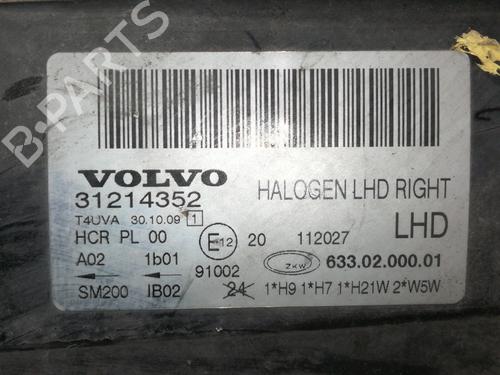 B-PARTS
VOLVO
31214352
HALOGEN LHD RIGHT
T4UVA 30.10.09 1
LHD
HCR PL 00
E12 20 112027
A02 1b01
91002
ZKW 633.02.000.01
SM200 IB02
24 1*H9 1*H7 1*H21W 2*W5W